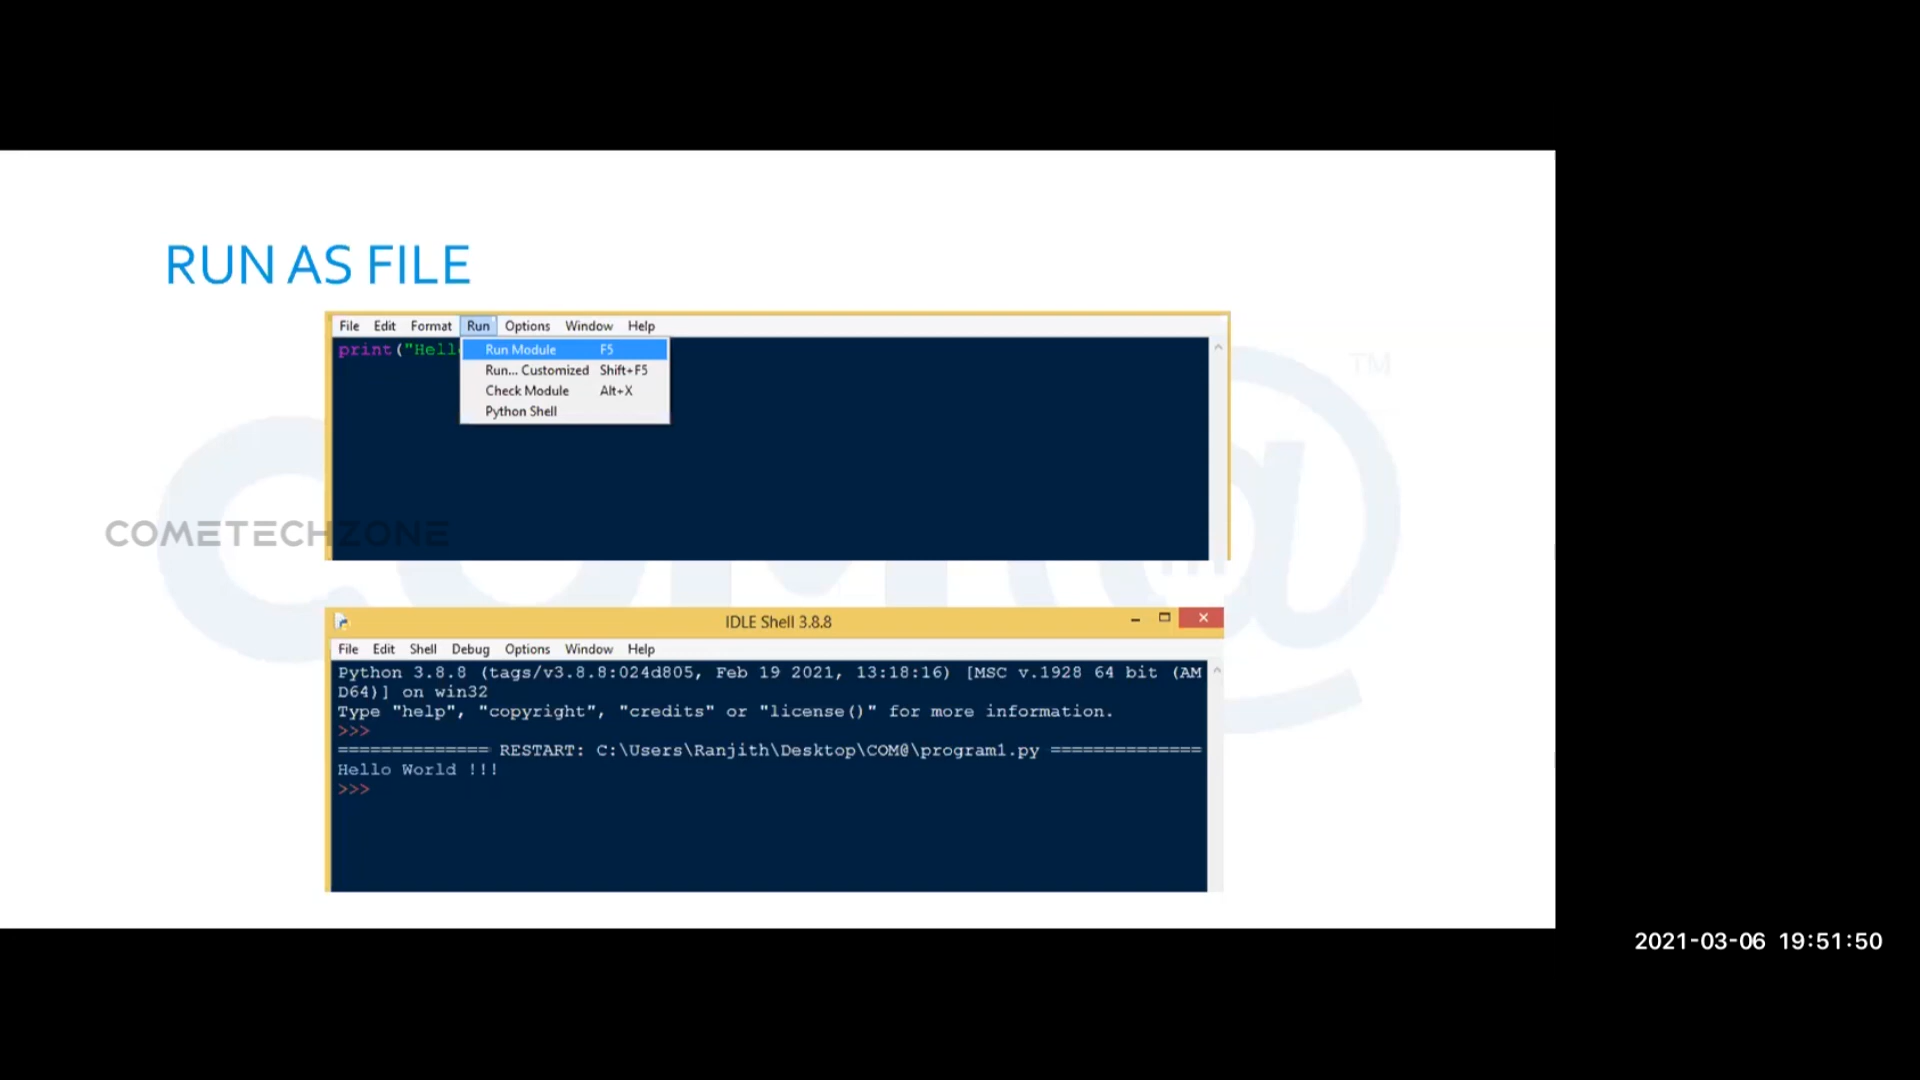 RUN AS FILE
File Edit Format Run Options Window Help
print("Hell
Run Module F5
Run... Customized Shift+F5
Check Module Alt+X
Python Shell
TM
COMETECHZONE
IDLE Shell 3.8.8
File Edit Shell Debug Options Window Help
Python 3.8.8 (tags/v3.8.8:024d805, Feb 19 2021, 13:18:16) [MSC v.1928 64 bit (AM
D64)] on win32
Type "help", "copyright", "credits" or "license()" for more information.
>>>
============== RESTART: C:\Users\Ranjith\Desktop\COM@\program1.py ==============
Hello World !!!
>>>
2021-03-06 19:51:50